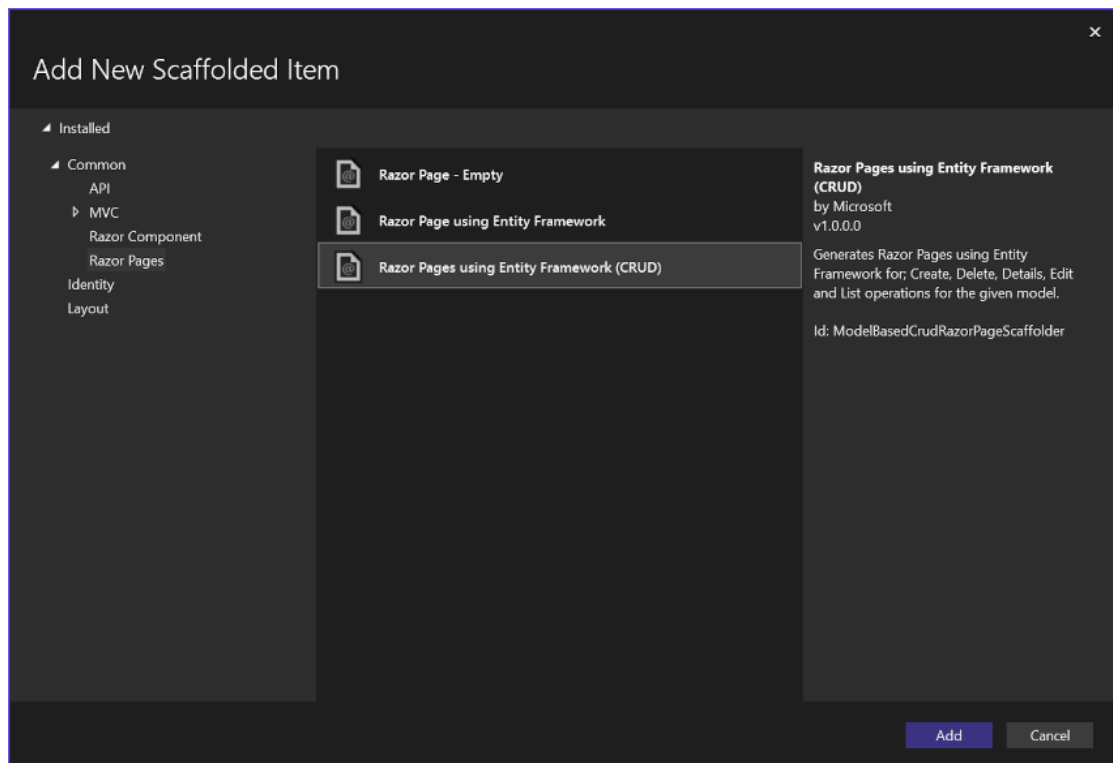 Add New Scaffolded Item
Installed
Common
API
MVC
Razor Component
Razor Pages
Identity
Layout
Razor Page - Empty
Razor Page using Entity Framework
Razor Pages using Entity Framework (CRUD)
Razor Pages using Entity Framework
(CRUD)
by Microsoft
v1.0.0.0
Generates Razor Pages using Entity
Framework for; Create, Delete, Details, Edit
and List operations for the given model.
Id: ModelBasedCrudRazorPageScaffolder
Add
Cancel